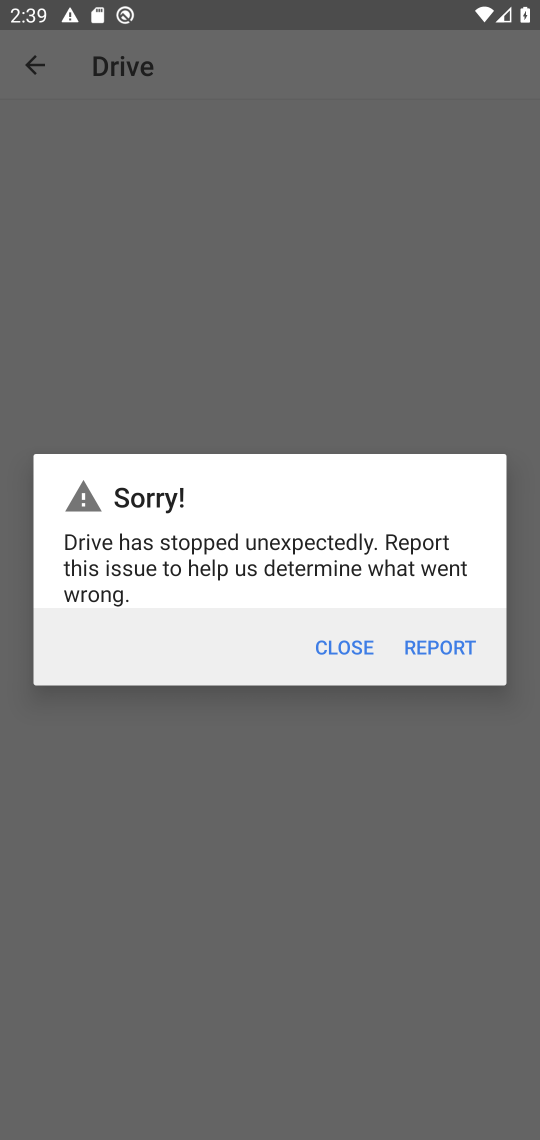 2:39
Drive
Sorry!
Drive has stopped unexpectedly. Report
this issue to help us determine what went
wrong.
CLOSE REPORT